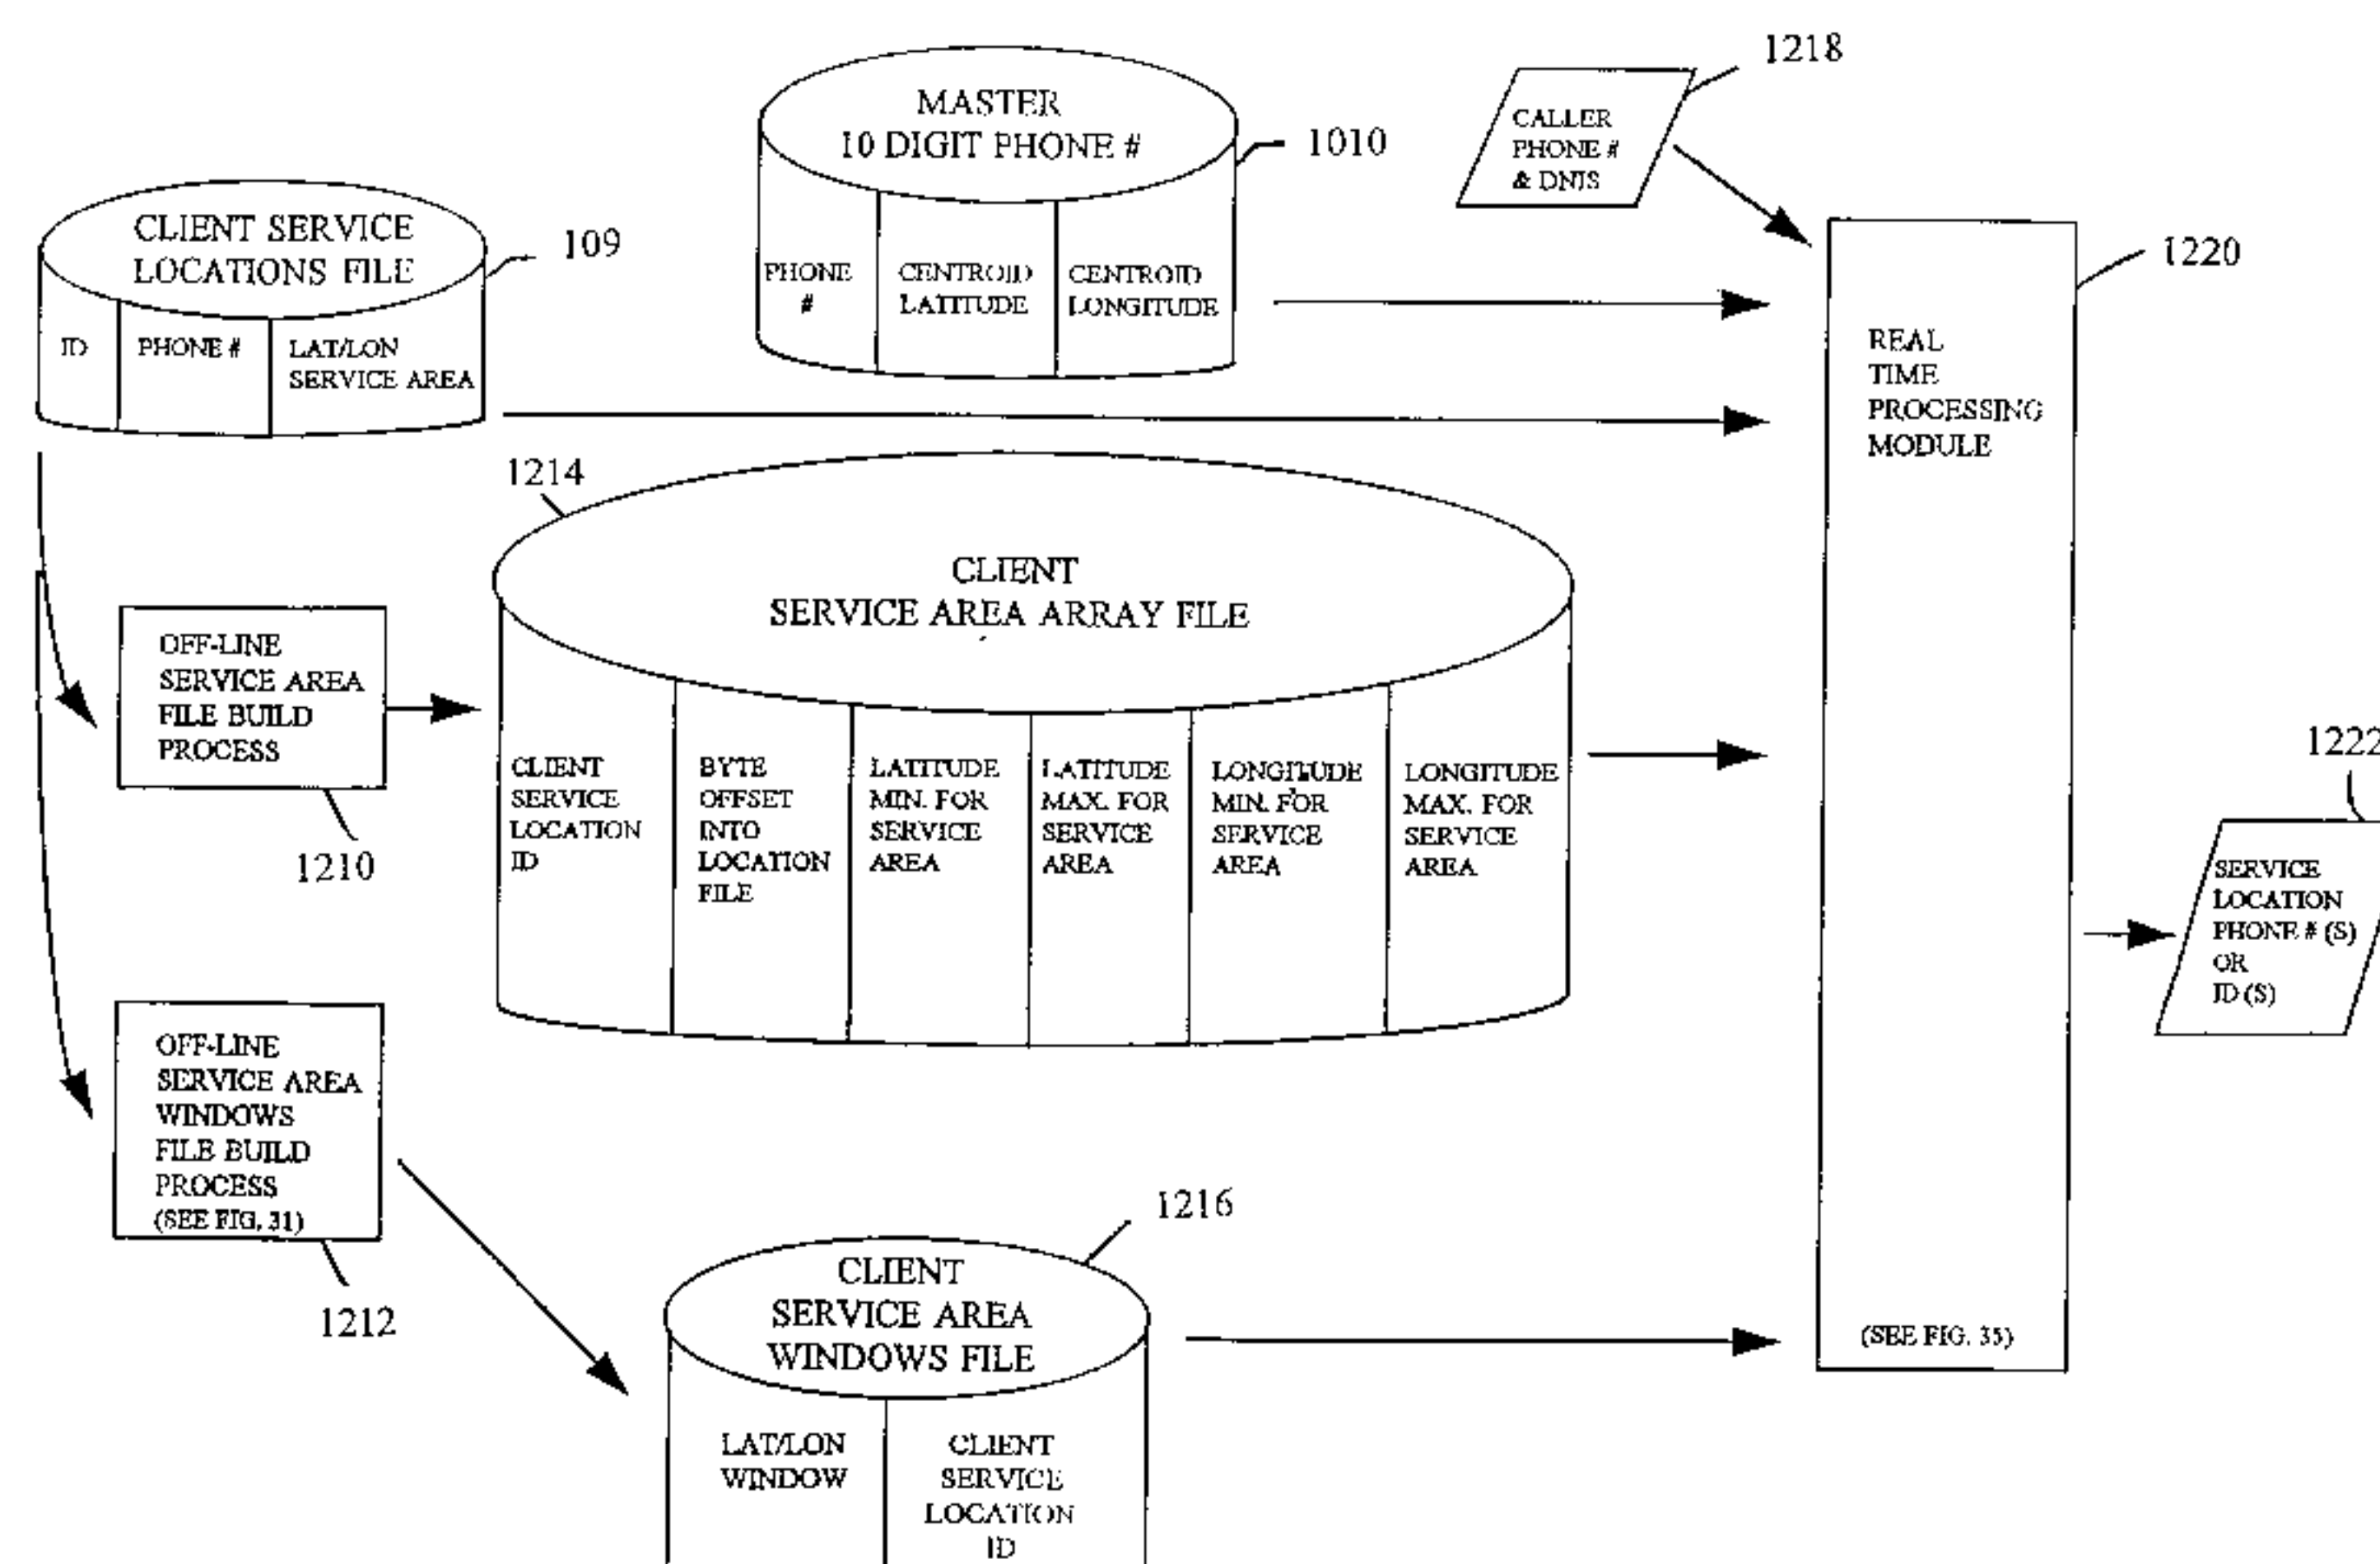 1218
MASTER
10 DIGIT PHONE #
1010
CALLER
PHONE #
& DNIS
CLIENT SERVICE
LOCATIONS FILE
109
1220
PHONE
#
CENTROID
LATITUDE
CENTROID
LONGITUDE
ID
PHONE #
LAT/LON
SERVICE AREA
REAL
TIME
PROCESSING
MODULE
1214
CLIENT
SERVICE AREA ARRAY FILE
OFF-LINE
SERVICE AREA
FILE BUILD
PROCESS
1210
CLIENT
SERVICE
LOCATION
ID
BYTE
OFFSET
INTO
LOCATION
FILE
LATITUDE
MIN. FOR
SERVICE
AREA
LATITUDE
MAX. FOR
SERVICE
AREA
LONGITUDE
MIN. FOR
SERVICE
AREA
LONGITUDE
MAX. FOR
SERVICE
AREA
1222
SERVICE
LOCATION
PHONE # (S)
OR
ID (S)
OFF-LINE
SERVICE AREA
WINDOWS
FILE BUILD
PROCESS
(SEE FIG. 31)
1212
1216
CLIENT
SERVICE AREA
WINDOWS FILE
(SEE FIG. 35)
LAT/LON
WINDOW
CLIENT
SERVICE
LOCATION
ID